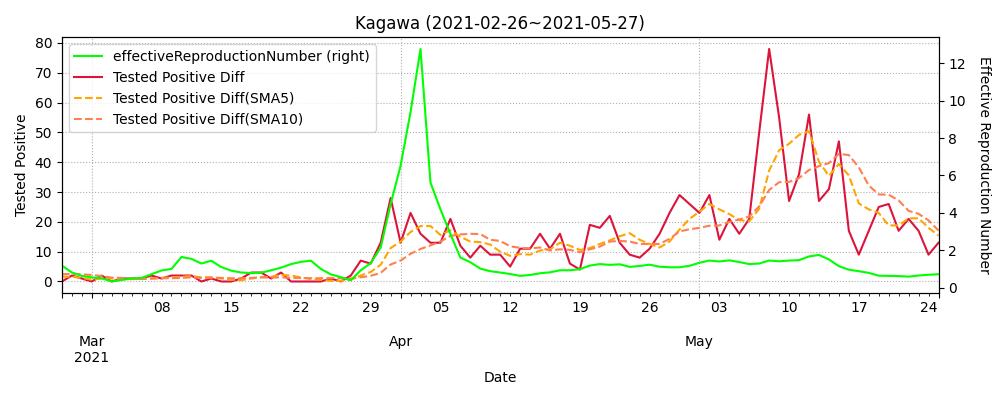 Kagawa (2021-02-26~2021-05-27)
effectiveReproductionNumber (right)
Tested Positive Diff
Tested Positive Diff(SMA5)
Tested Positive Diff(SMA10)
80
70
60
50
40
30
20
10
0
Tested Positive
12
10
8
6
4
2
0
Effective Reproduction Number
08 15 22 29 05 12 19 26 03 10 17 24
Mar Apr May
2021
Date